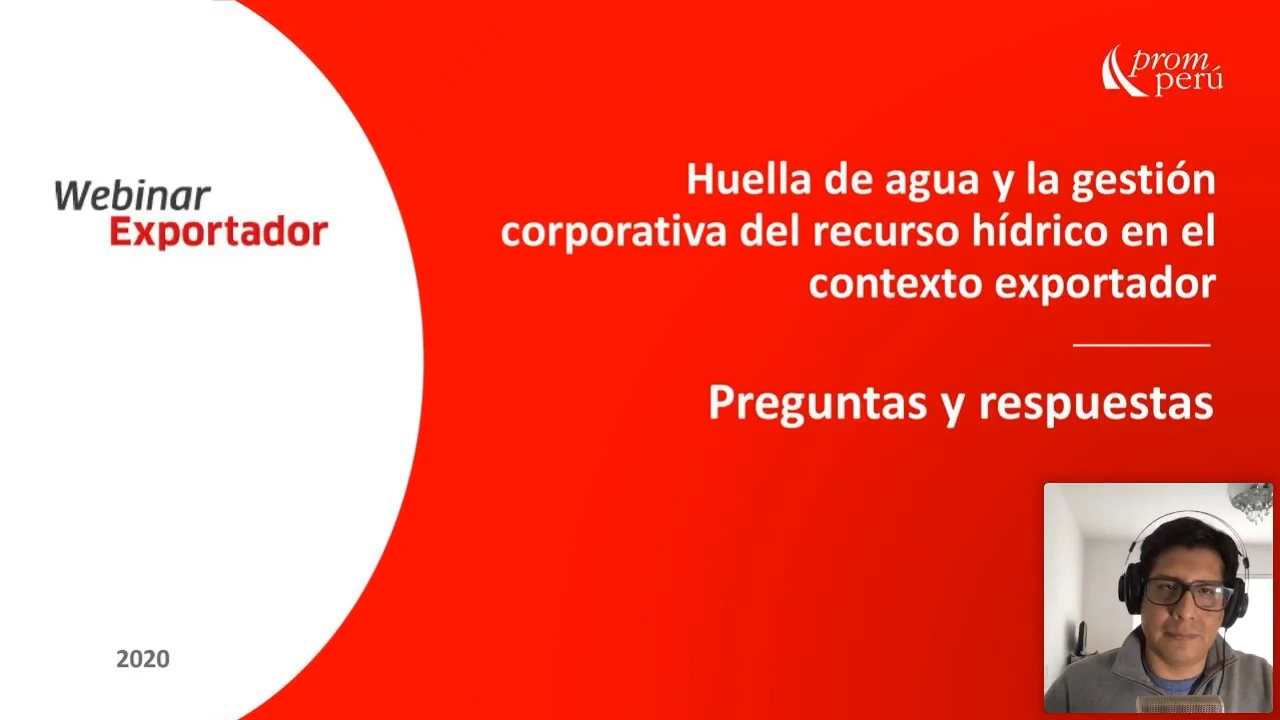 prom
perú
Webinar
Exportador
Huella de agua y la gestión
corporativa del recurso hídrico en el
contexto exportador
Preguntas y respuestas
2020